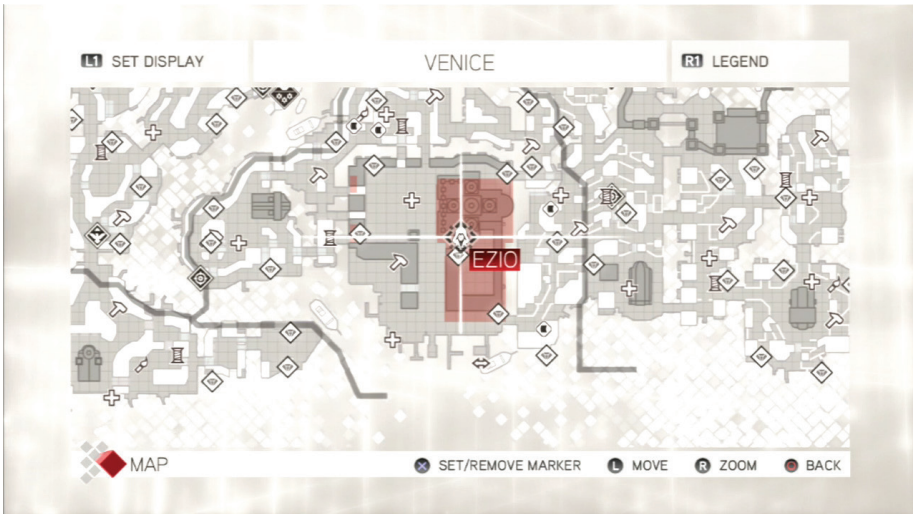 L1 SET DISPLAY
VENICE
R1 LEGEND
EZIO
MAP
SET/REMOVE MARKER
L MOVE
R ZOOM
BACK